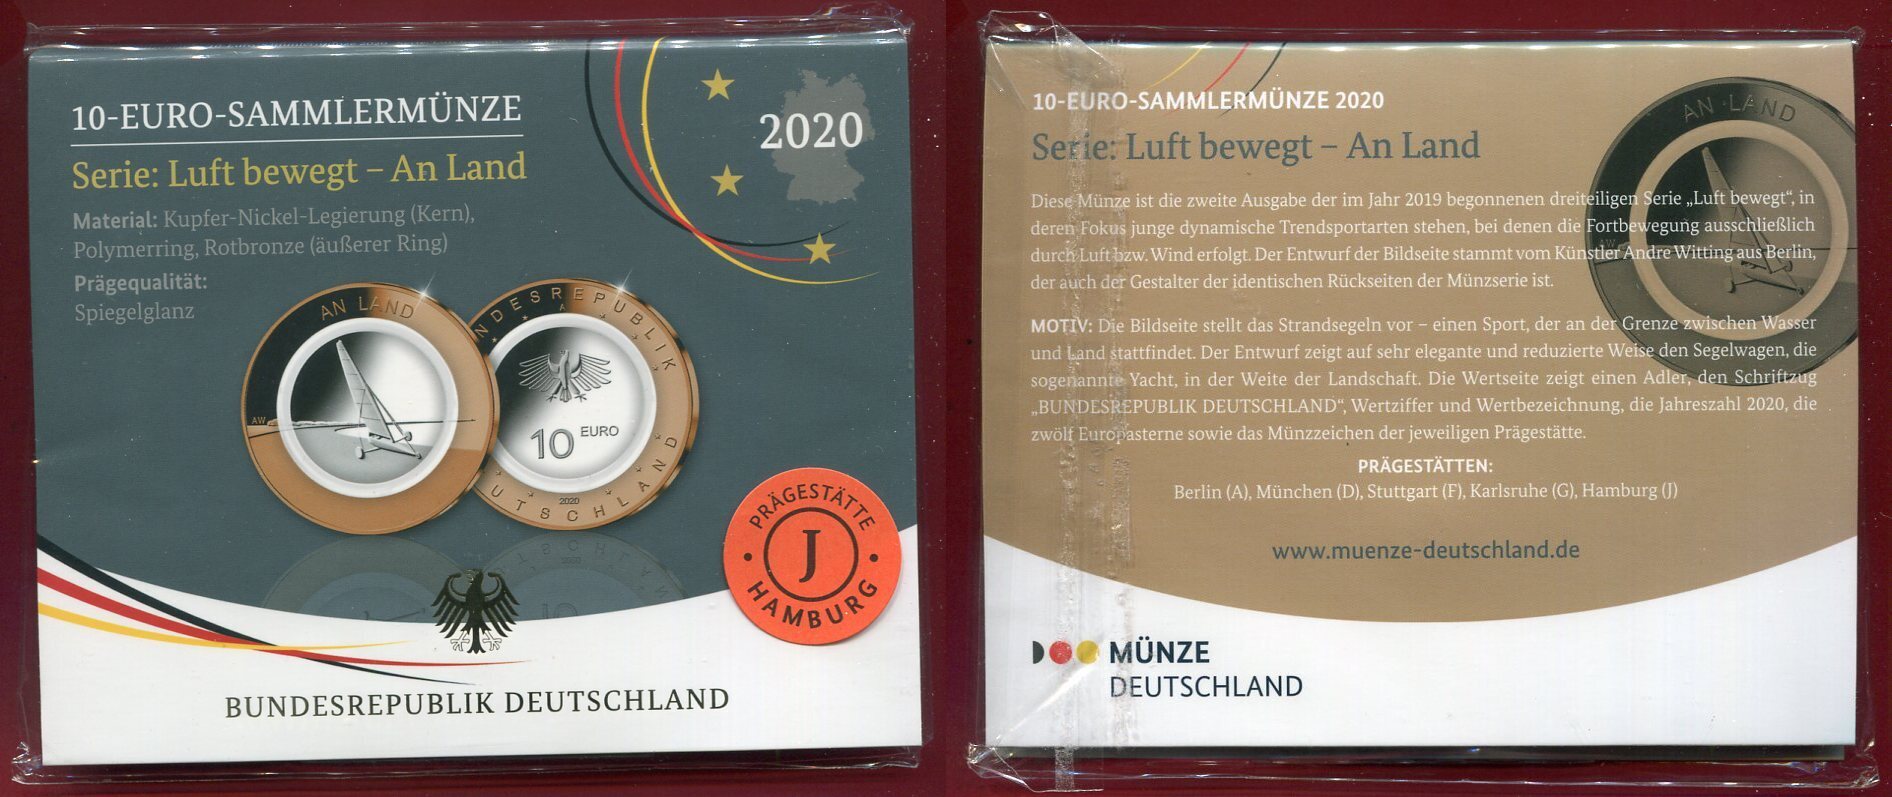 10-EURO-SAMMLERMÜNZE
Serie: Luft bewegt – An Land
2020
Material: Kupfer-Nickel-Legierung (Kern),
Polymerring, Rotbronze (äußerer Ring)
Prägequalität:
Spiegelglanz
AN LAND
AW
NDESREPUBLIK
A
10 EURO
2020
UTSCHLAND
PRÄGESTÄTTE
J
HAMBURG
BUNDESREPUBLIK DEUTSCHLAND
10-EURO-SAMMLERMÜNZE 2020
Serie: Luft bewegt – An Land
AN LAND
AW
Diese Münze ist die zweite Ausgabe der im Jahr 2019 begonnenen dreiteiligen Serie „Luft bewegt“, in
deren Fokus junge dynamische Trendsportarten stehen, bei denen die Fortbewegung ausschließlich
durch Luft bzw. Wind erfolgt. Der Entwurf der Bildseite stammt vom Künstler Andre Witting aus Berlin,
der auch der Gestalter der identischen Rückseiten der Münzserie ist.
MOTIV: Die Bildseite stellt das Strandsegeln vor – einen Sport, der an der Grenze zwischen Wasser
und Land stattfindet. Der Entwurf zeigt auf sehr elegante und reduzierte Weise den Segelwagen, die
sogenannte Yacht, in der Weite der Landschaft. Die Wertseite zeigt einen Adler, den Schriftzug
„BUNDESREPUBLIK DEUTSCHLAND“, Wertziffer und Wertbezeichnung, die Jahreszahl 2020, die
zwölf Europasterne sowie das Münzzeichen der jeweiligen Prägestätte.
PRÄGESTÄTTEN:
Berlin (A), München (D), Stuttgart (F), Karlsruhe (G), Hamburg (J)
www.muenze-deutschland.de
MÜNZE
DEUTSCHLAND